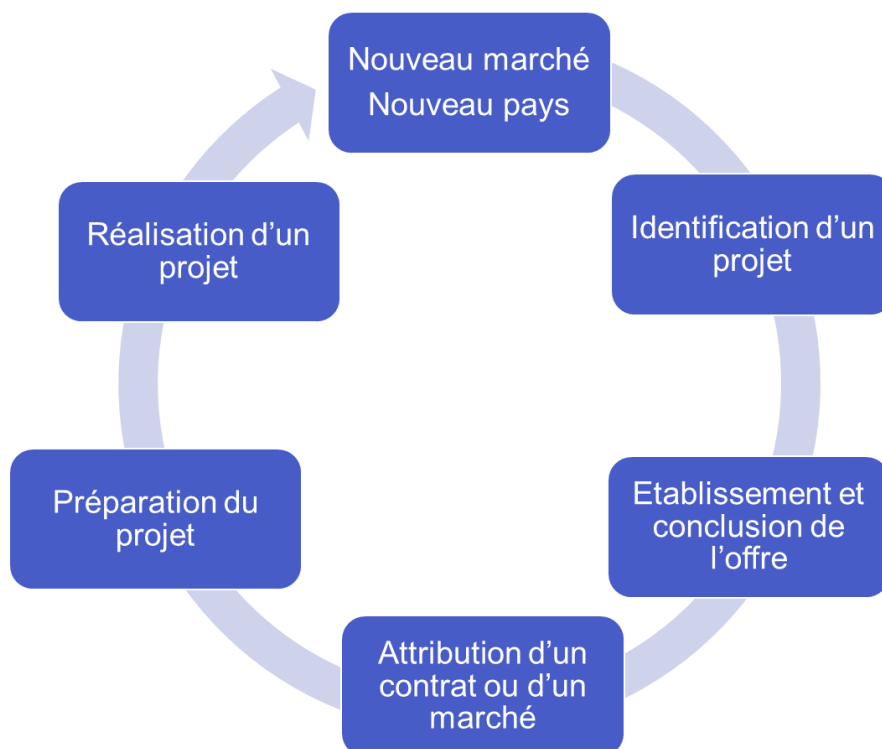 Nouveau marché
Nouveau pays
Identification d’un
projet
Etablissement et
conclusion de
l’offre
Attribution d’un
contrat ou d’un
marché
Préparation du
projet
Réalisation d’un
projet